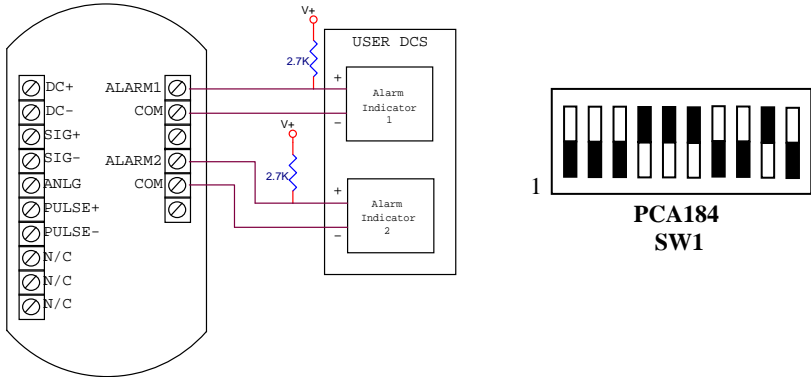 V+
2.7K
USER DCS
DC+
DC-
SIG+
SIG-
ANLG
PULSE+
PULSE-
N/C
N/C
N/C
ALARM1
COM
ALARM2
COM
V+
2.7K
+
Alarm
Indicator
1
−
+
Alarm
Indicator
2
−
1
PCA184
SW1